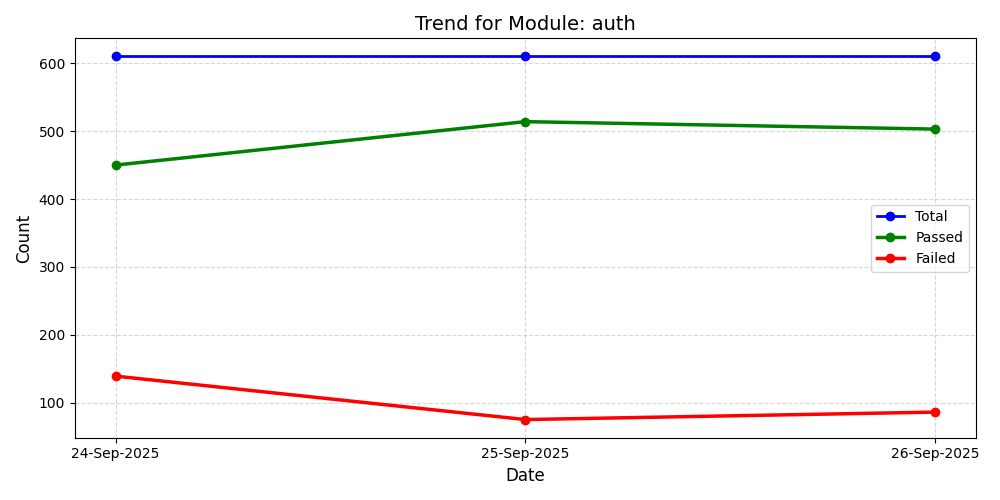 Trend for Module: auth
600
500
400
300
200
100
Count
Total
Passed
Failed
24-Sep-2025
25-Sep-2025
26-Sep-2025
Date